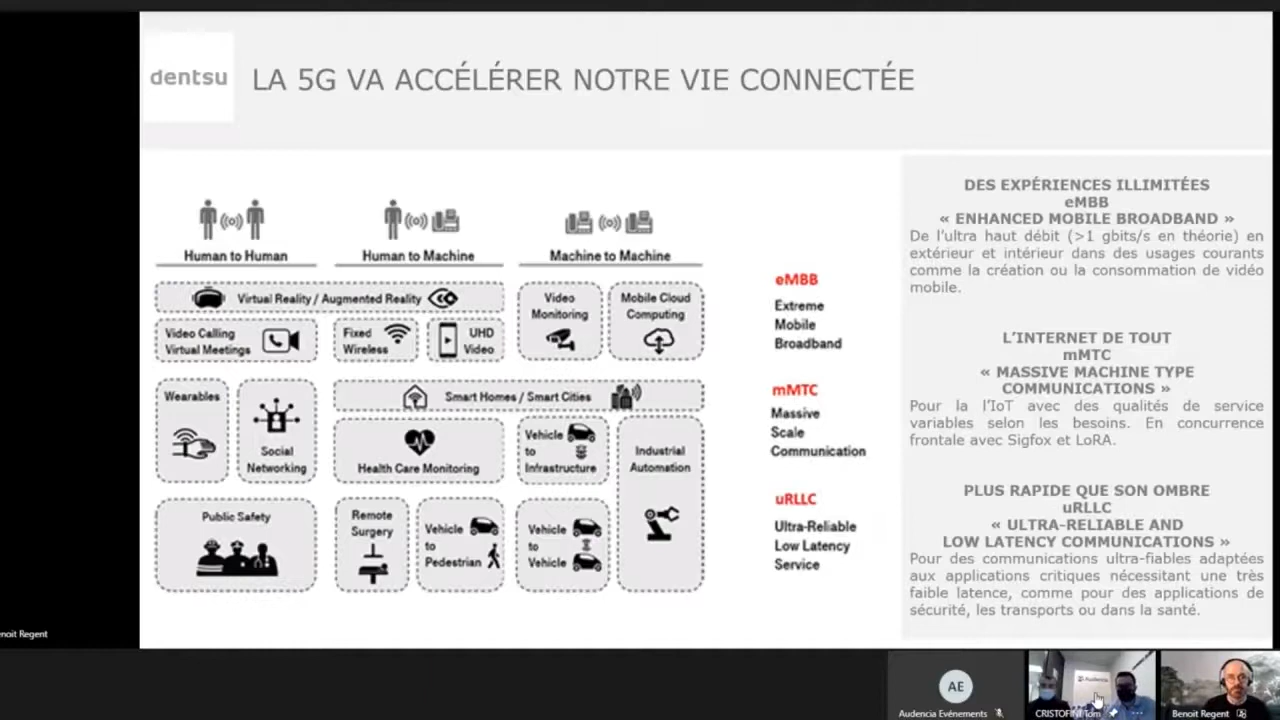 dentsu
LA 5G VA ACCÉLÉRER NOTRE VIE CONNECTÉE
Human to Human
Human to Machine
Machine to Machine
Virtual Reality / Augmented Reality
Video
Monitoring
Mobile Cloud
Computing
Video Calling
Virtual Meetings
Fixed
Wireless
UHD
Video
Wearables
Social
Networking
Smart Homes / Smart Cities
Health Care Monitoring
Vehicle
to
Infrastructure
Industrial
Automation
Public Safety
Remote
Surgery
Vehicle
to
Pedestrian
Vehicle
to
Vehicle
eMBB
Extreme
Mobile
Broadband
mMTC
Massive
Scale
Communication
uRLLC
Ultra-Reliable
Low Latency
Service
DES EXPÉRIENCES ILLIMITÉES
eMBB
« ENHANCED MOBILE BROADBAND »
De l'ultra haut débit (>1 gbits/s en théorie) en
extérieur et intérieur dans des usages courants
comme la création ou la consommation de vidéo
mobile.
L'INTERNET DE TOUT
mMTC
« MASSIVE MACHINE TYPE
COMMUNICATIONS »
Pour la l'IoT avec des qualités de service
variables selon les besoins. En concurrence
frontale avec Sigfox et LoRA.
PLUS RAPIDE QUE SON OMBRE
uRLLC
« ULTRA-RELIABLE AND
LOW LATENCY COMMUNICATIONS »
Pour des communications ultra-fiables adaptées
aux applications critiques nécessitant une très
faible latence, comme pour des applications de
sécurité, les transports ou dans la santé.
enoit Regent
AE
Audencia Evénements
Audencia
Tom
Benoit Regent